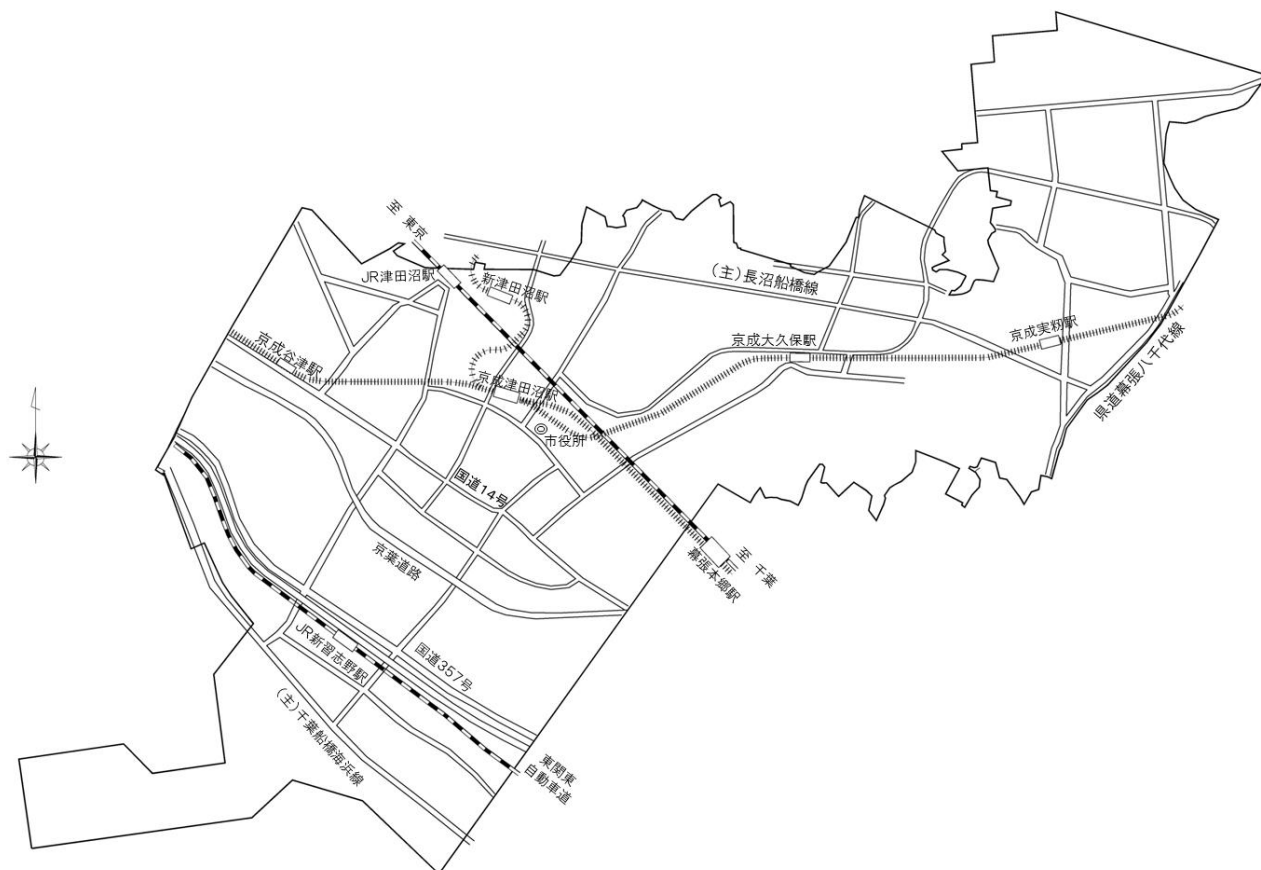 至 東京
JR津田沼駅
新津田沼駅
(主)長沼船橋線
京成大久保駅
京成実籾駅
県道幕張八千代線
京成谷津駅
京成津田沼駅
市役所
国道14号
京葉道路
幕張本郷駅
至 千葉
JR新習志野駅
国道357号
(主)千葉船橋海浜線
東関東
自動車道